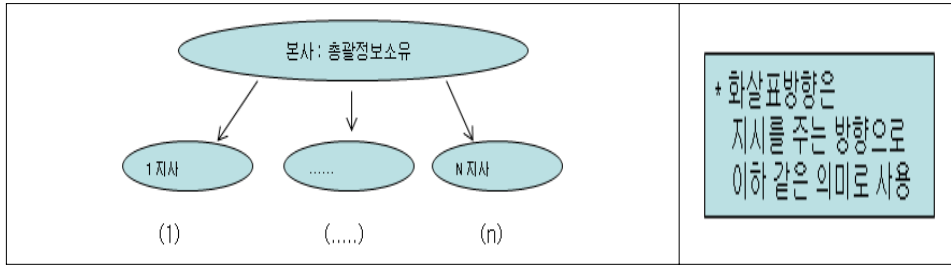 본사 : 총괄정보소유
1 지사
......
N 지사
(1)
(.....)
(n)
* 화살표방향은
지시를 주는 방향으로
이하 같은 의미로 사용